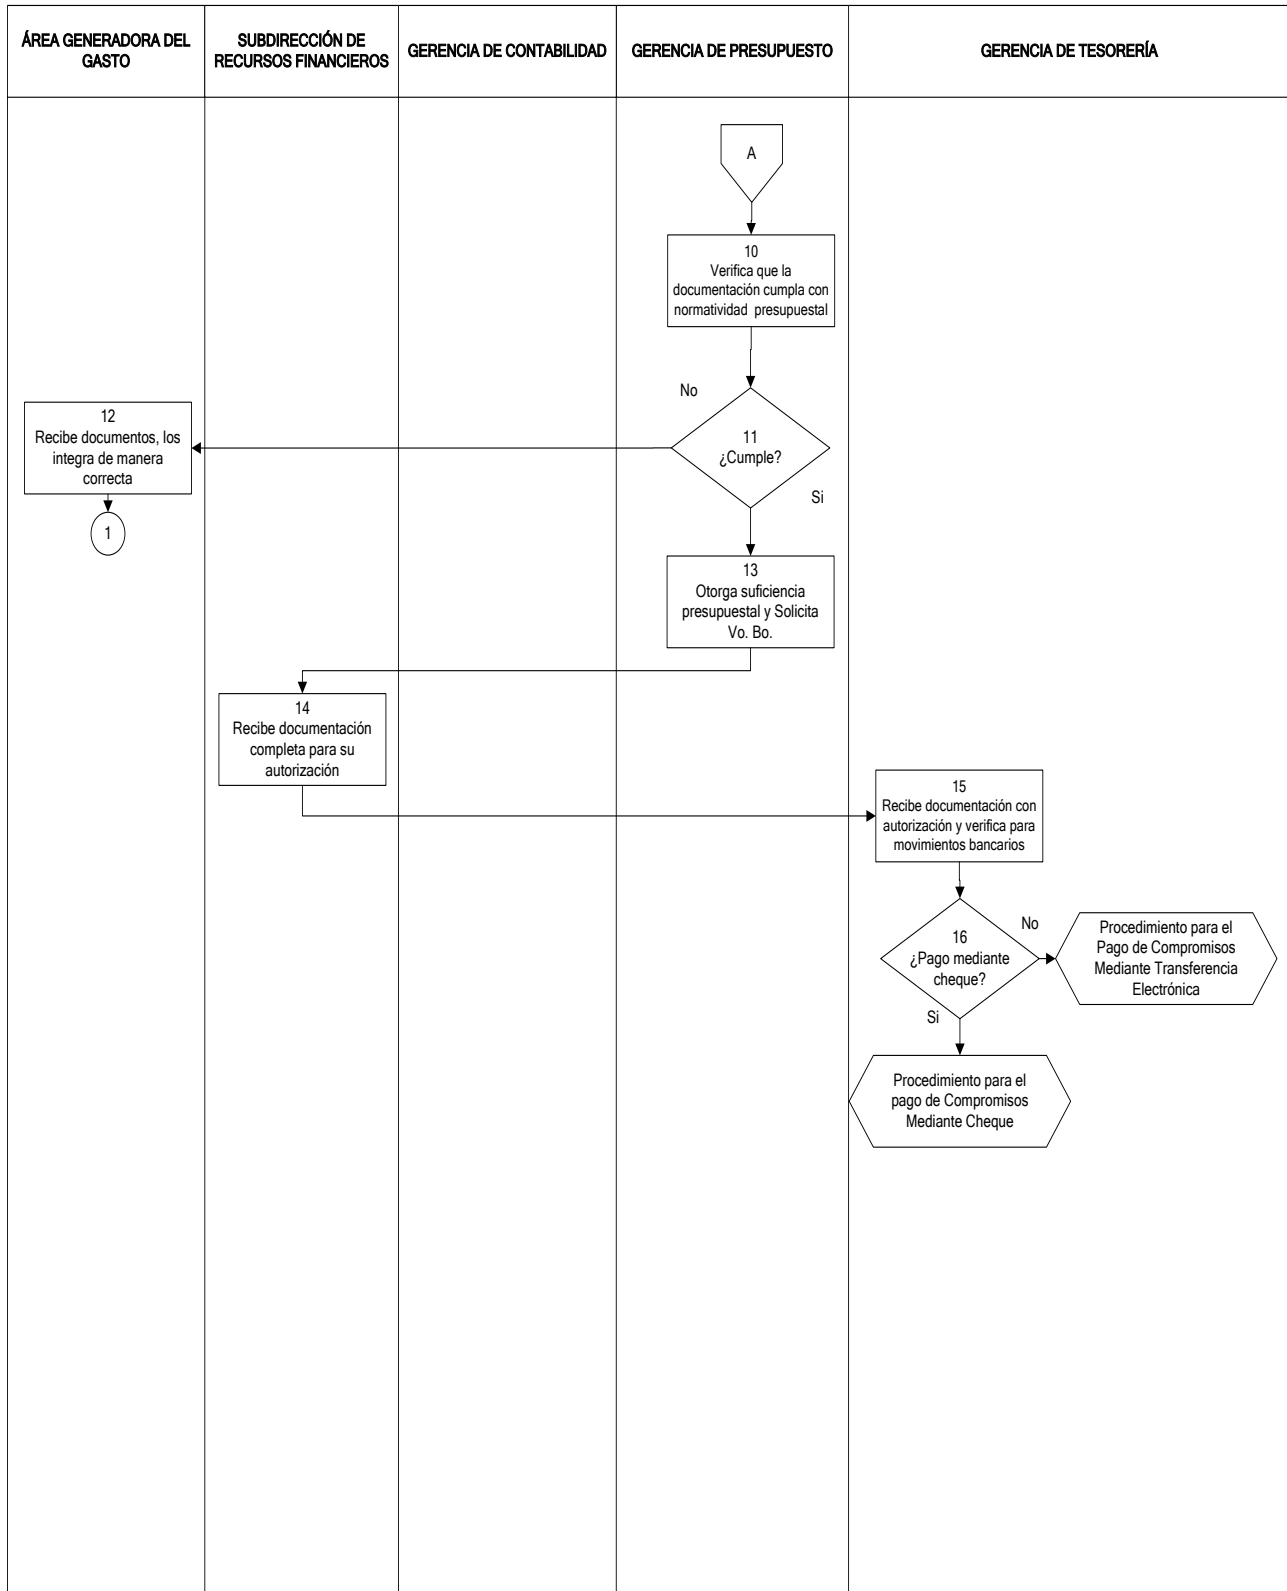 ÁREA GENERADORA DEL
GASTO
SUBDIRECCIÓN DE
RECURSOS FINANCIEROS
GERENCIA DE CONTABILIDAD
GERENCIA DE PRESUPUESTO
GERENCIA DE TESORERÍA
A
10
Verifica que la
documentación cumpla con
normatividad presupuestal
No
11
¿Cumple?
Si
12
Recibe documentos, los
integra de manera
correcta
1
13
Otorga suficiencia
presupuestal y Solicita
Vo. Bo.
14
Recibe documentación
completa para su
autorización
15
Recibe documentación con
autorización y verifica para
movimientos bancarios
16
¿Pago mediante
cheque?
No
Procedimiento para el
Pago de Compromisos
Mediante Transferencia
Electrónica
Si
Procedimiento para el
pago de Compromisos
Mediante Cheque